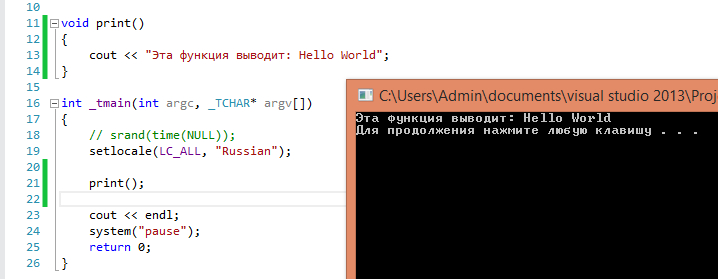 10
11 void print()
12 {
13 cout << "Эта функция выводит: Hello World";
14 }
15
16 int _tmain(int argc, _TCHAR* argv[])
17 {
18 // srand(time(NULL));
19 setlocale(LC_ALL, "Russian");
20
21 print();
22
23 cout << endl;
24 system("pause");
25 return 0;
26 }
C:\Users\Admin\documents\visual studio 2013\Proj
Эта функция выводит: Hello World
Для продолжения нажмите любую клавишу . . .